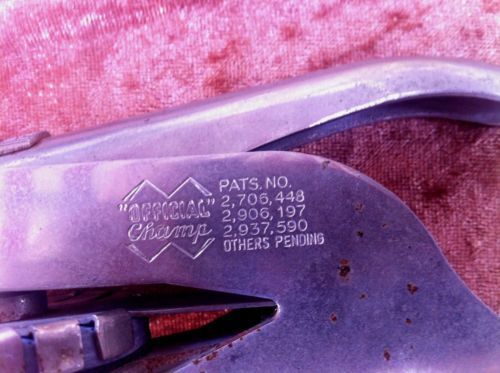 "OFFICIAL"
Champ
PATS. NO.
2,706,448
2,906,197
2,937,590
OTHERS PENDING